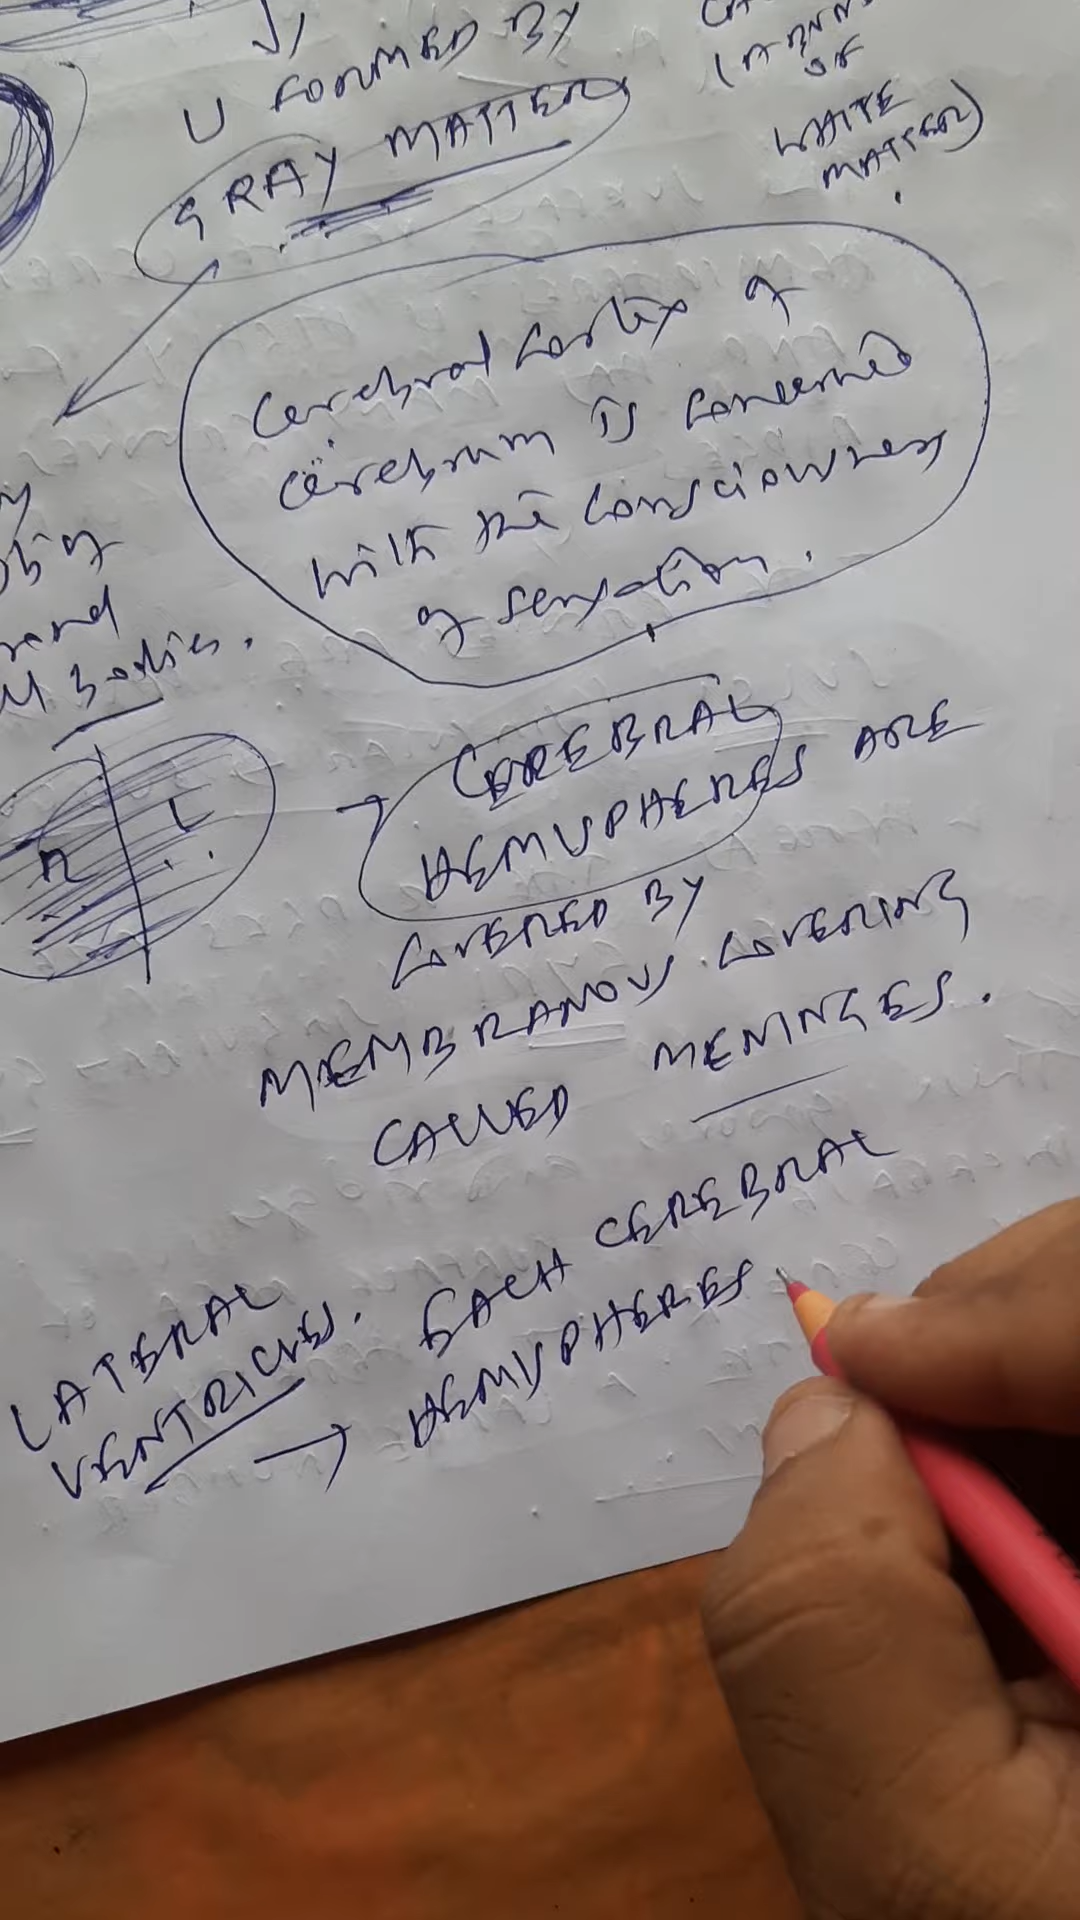 U FORMED BY
GRAY MATTER
OF
WHITE
MATTER)
Cerebral cortex of
cerebrum is concerned
with the consciousness
of sensation.
bodies.
R L
→ CEREBRAL
HEMISPHERES ARE
COVERED BY
MEMBRANOUS COVERING
CALLED MENINGES.
LATERAL
VENTRICLES. EACH CEREBRAL
→ HEMISPHERES